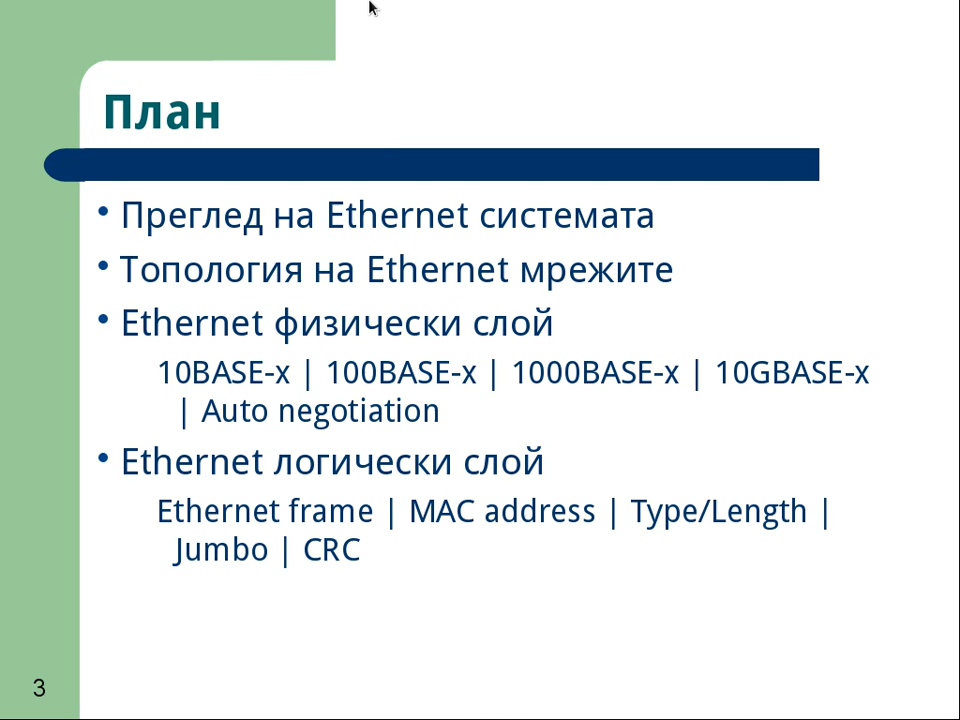 План
• Преглед на Ethernet системата
• Топология на Ethernet мрежите
• Ethernet физически слой
10BASE-x | 100BASE-x | 1000BASE-x | 10GBASE-x
| Auto negotiation
• Ethernet логически слой
Ethernet frame | MAC address | Type/Length |
Jumbo | CRC
3